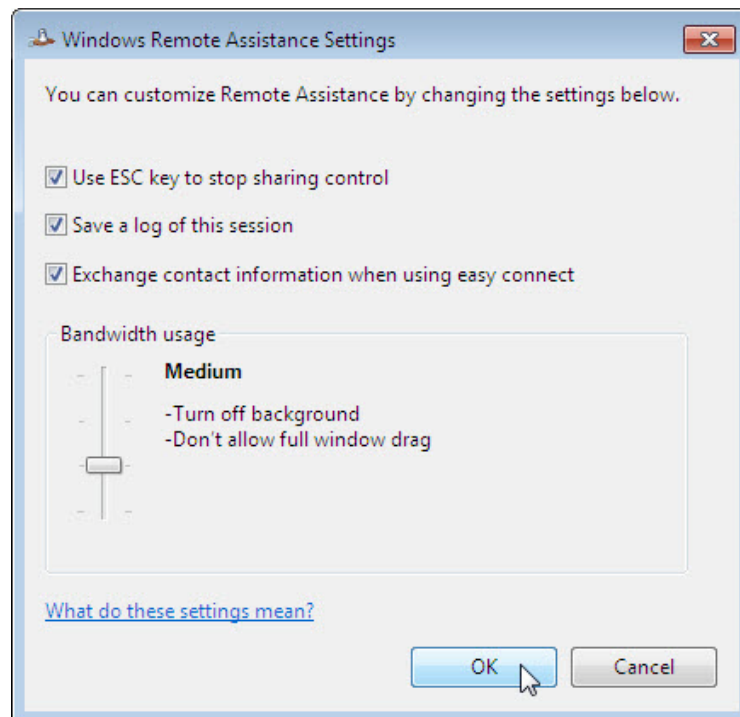 Windows Remote Assistance Settings
You can customize Remote Assistance by changing the settings below.
Use ESC key to stop sharing control
Save a log of this session
Exchange contact information when using easy connect
Bandwidth usage
Medium
-Turn off background
-Don't allow full window drag
What do these settings mean?
OK
Cancel